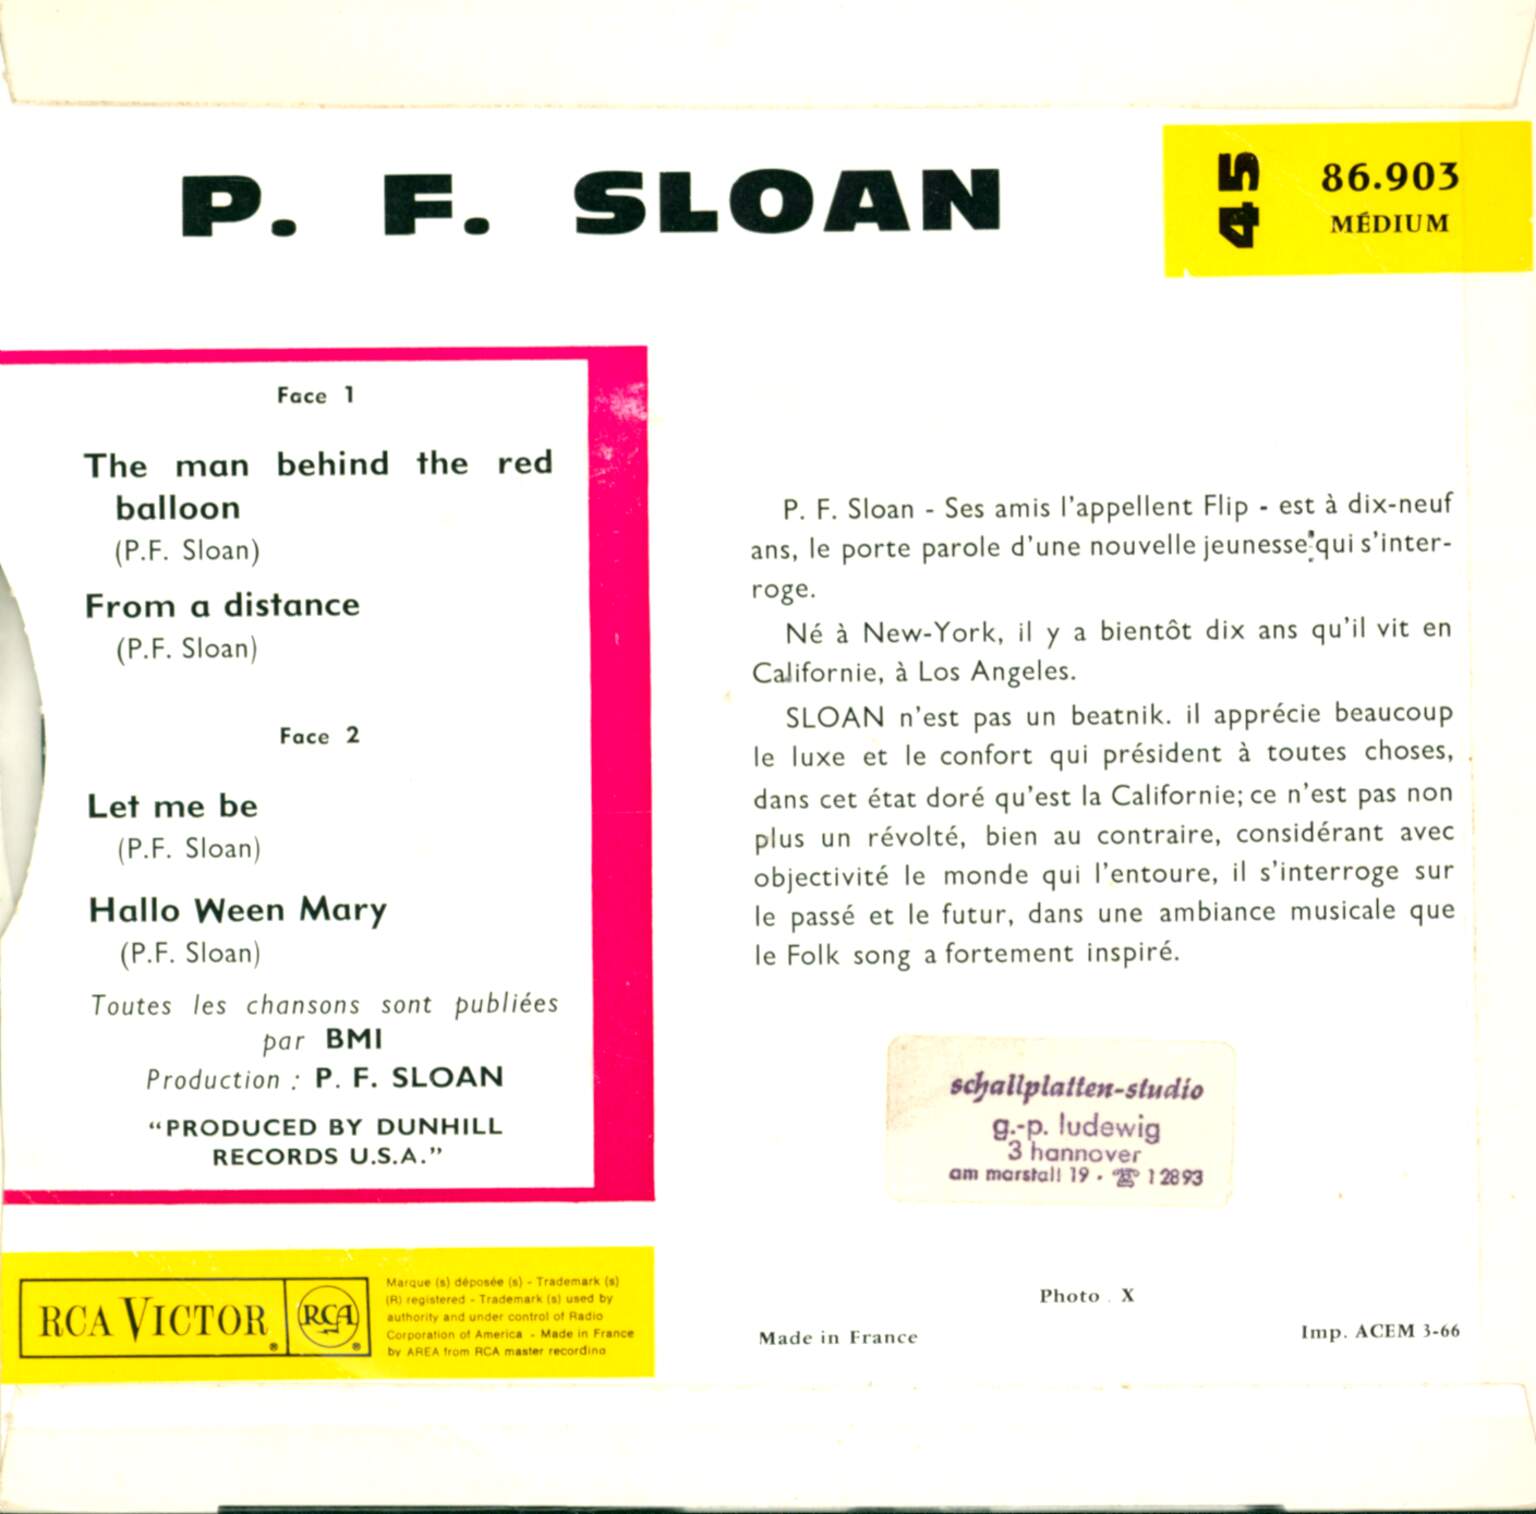 P. F. SLOAN
45
86.903
MÉDIUM
Face 1
The man behind the red
balloon
(P.F. Sloan)
From a distance
(P.F. Sloan)
Face 2
Let me be
(P.F. Sloan)
Hallo Ween Mary
(P.F. Sloan)
Toutes les chansons sont publiées
par BMI
Production : P. F. SLOAN
“PRODUCED BY DUNHILL
RECORDS U.S.A.”
P. F. Sloan - Ses amis l'appellent Flip - est à dix-neuf
ans, le porte parole d'une nouvelle jeunesse qui s'inter-
roge.
Né à New-York, il y a bientôt dix ans qu'il vit en
Californie, à Los Angeles.
SLOAN n'est pas un beatnik. il apprécie beaucoup
le luxe et le confort qui président à toutes choses,
dans cet état doré qu'est la Californie; ce n'est pas non
plus un révolté, bien au contraire, considérant avec
objectivité le monde qui l'entoure, il s'interroge sur
le passé et le futur, dans une ambiance musicale que
le Folk song a fortement inspiré.
schallplatten-studio
g.-p. ludewig
3 hannover
am marstall 19 · ☎ 12893
RCA VICTOR ®
RCA ®
Marque (s) déposée (s) - Trademark (s)
(R) registered - Trademark (s) used by
authority and under control of Radio
Corporation of America - Made in France
by AREA from RCA master recording
Photo . X
Made in France
Imp. ACEM 3-66